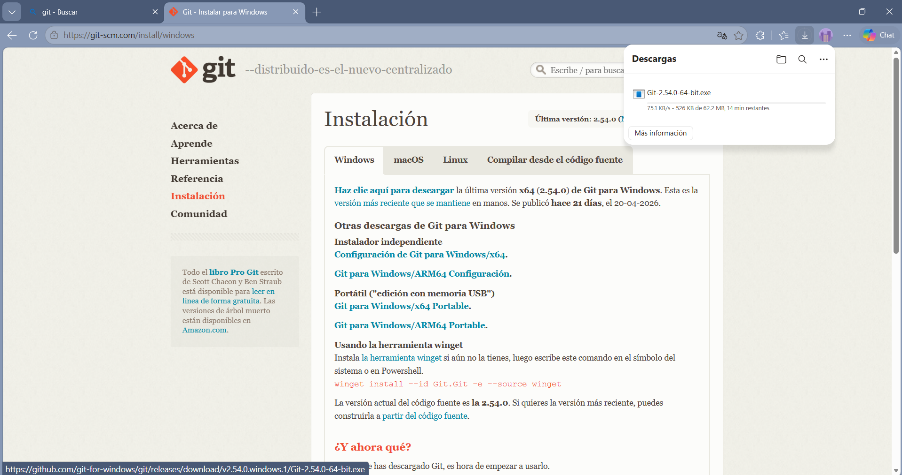 git - Buscar
Git - Instalar para Windows
https://git-scm.com/install/windows
Chat
git --distribuido-es-el-nuevo-centralizado
Escribe / para busca
Descargas
Git-2.54.0-64-bit.exe
751 KB/s - 526 KB de 62.2 MB, 14 min restantes
Más información
Acerca de
Aprende
Herramientas
Referencia
Instalación
Comunidad
Todo el libro Pro Git escrito
de Scott Chacon y Ben Straub
está disponible para leer en
línea de forma gratuita. Las
versiones de árbol muerto
están disponibles en
Amazon.com.
Instalación
Última versión: 2.54.0
Windows
macOS
Linux
Compilar desde el código fuente
Haz clic aquí para descargar la última versión x64 (2.54.0) de Git para Windows. Esta es la
versión más reciente que se mantiene en manos. Se publicó hace 21 días, el 20-04-2026.
Otras descargas de Git para Windows
Instalador independiente
Configuración de Git para Windows/x64.
Git para Windows/ARM64 Configuración.
Portátil ("edición con memoria USB")
Git para Windows/x64 Portable.
Git para Windows/ARM64 Portable.
Usando la herramienta winget
Instala la herramienta winget si aún no la tienes, luego escribe este comando en el símbolo del
sistema o en Powershell.
winget install --id Git.Git -e --source winget
La versión actual del código fuente es la 2.54.0. Si quieres la versión más reciente, puedes
construirla a partir del código fuente.
¿Y ahora qué?
e has descargado Git, es hora de empezar a usarlo.
https://github.com/git-for-windows/git/releases/download/v2.54.0.windows.1/Git-2.54.0-64-bit.exe